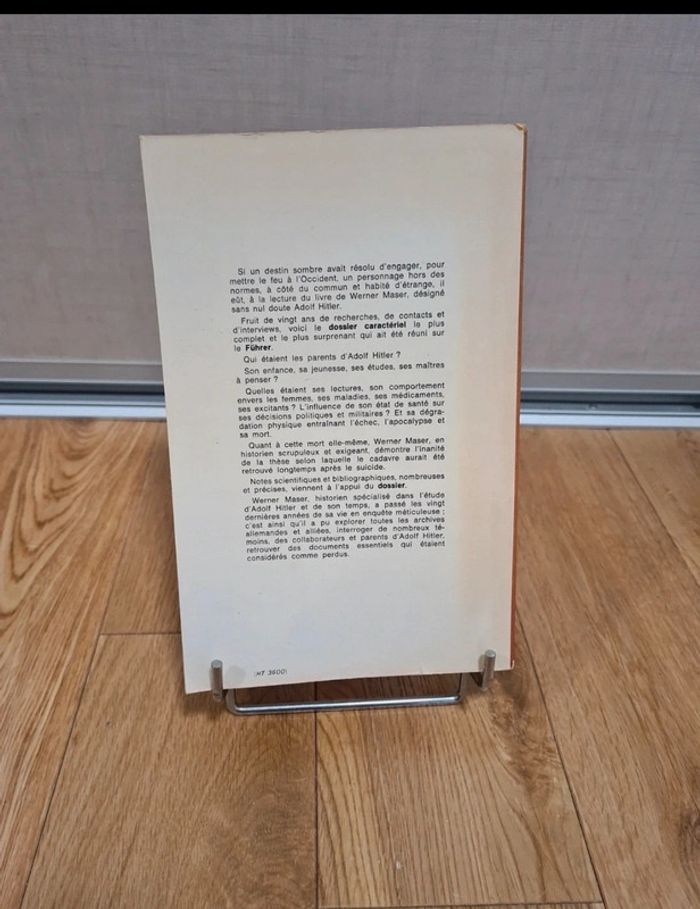 Si un destin sombre avait résolu d'engager, pour
mettre le feu à l'Occident, un personnage hors des
normes, à côté du commun et habité d'étrange, il
eût, à la lecture du livre de Werner Maser, désigné
sans nul doute Adolf Hitler.
Fruit de vingt ans de recherches, de contacts et
d'interviews, voici le dossier caractériel le plus
complet et le plus surprenant qui ait été réuni sur
le Führer.
Qui étaient les parents d'Adolf Hitler ?
Son enfance, sa jeunesse, ses études, ses maîtres
à penser ?
Quelles étaient ses lectures, son comportement
envers les femmes, ses maladies, ses médicaments,
ses excitants ? L'influence de son état de santé sur
ses décisions politiques et militaires ? Et sa dégra-
dation physique entraînant l'échec, l'apocalypse et
sa mort.
Quant à cette mort elle-même, Werner Maser, en
historien scrupuleux et exigeant, démontre l'inanité
de la thèse selon laquelle le cadavre aurait été
retrouvé longtemps après le suicide.
Notes scientifiques et bibliographiques, nombreuses
et précises, viennent à l'appui du dossier.
Werner Maser, historien spécialisé dans l'étude
d'Adolf Hitler et de son temps, a passé les vingt
dernières années de sa vie en enquête méticuleuse ;
c'est ainsi qu'il a pu explorer toutes les archives
allemandes et alliées, interroger de nombreux té-
moins, des collaborateurs et parents d'Adolf Hitler,
retrouver des documents essentiels qui étaient
considérés comme perdus.
(HT 3600)